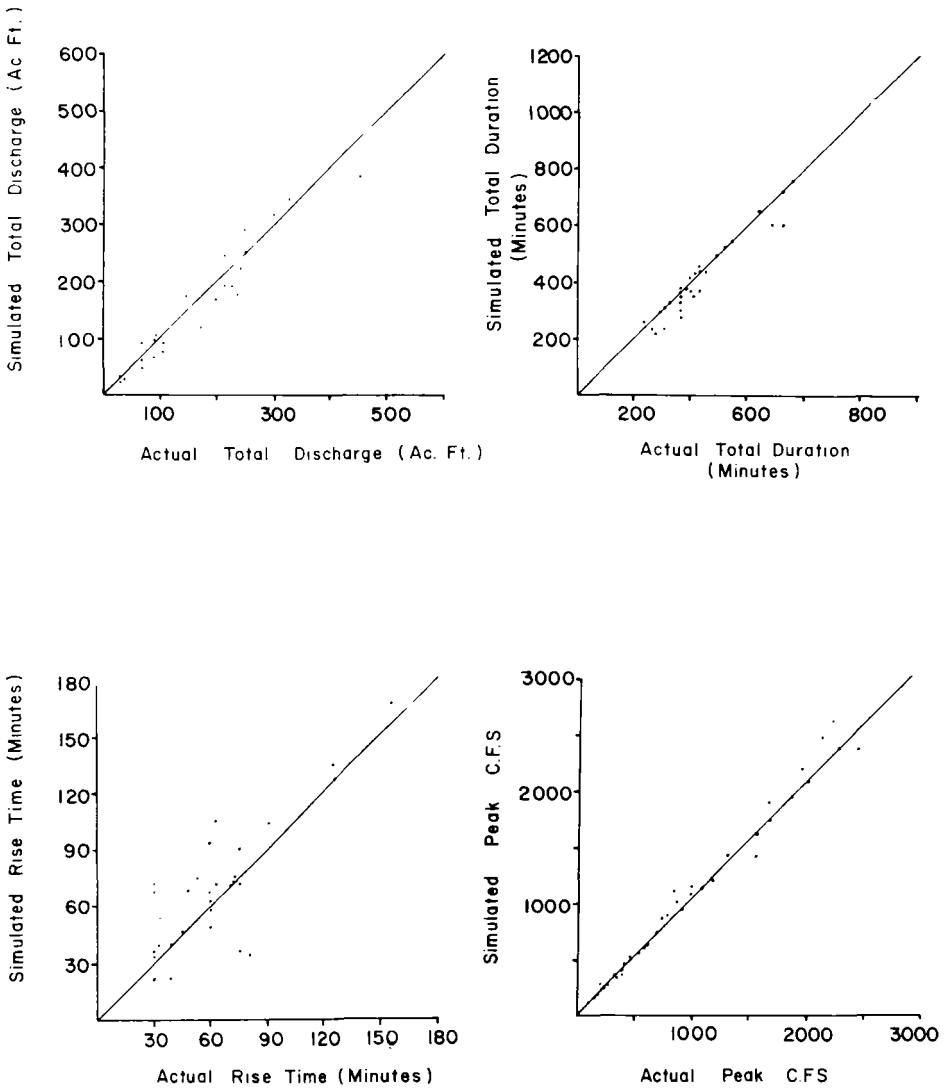 Simulated Total Discharge (Ac Ft.)
600
500
400
300
200
100
100 300 500
Actual Total Discharge (Ac. Ft.)
Simulated Total Duration
(Minutes)
1200
1000
800
600
400
200
200 600 800
Actual Total Duration
(Minutes)
Simulated Rise Time (Minutes)
180
150
120
90
60
30
30 60 90 120 150 180
Actual Rise Time (Minutes)
Simulated Peak C.F.S
3000
2000
1000
1000 2000 3000
Actual Peak C.F.S